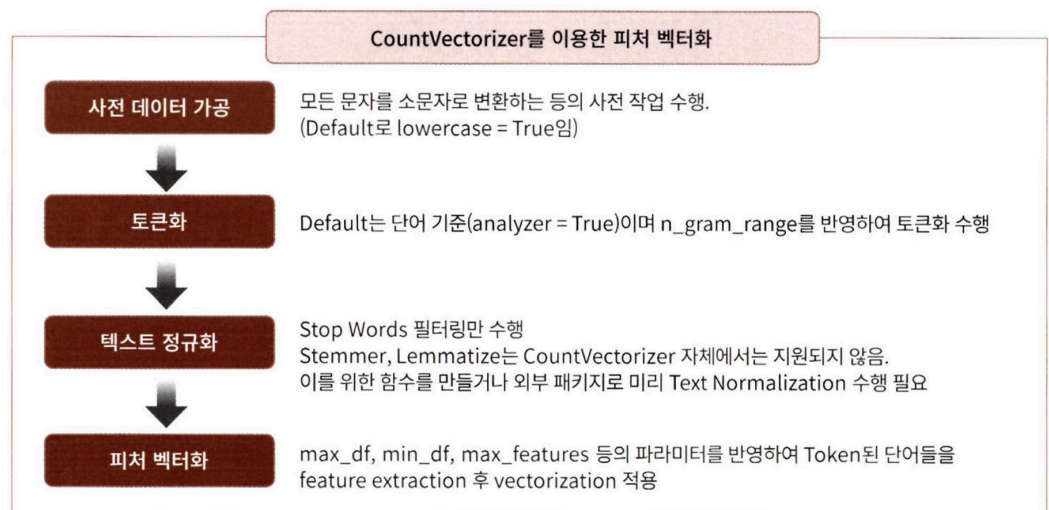 CountVectorizer를 이용한 피처 벡터화
사전 데이터 가공
모든 문자를 소문자로 변환하는 등의 사전 작업 수행.
(Default로 lowercase = True임)
토큰화
Default는 단어 기준(analyzer = True)이며 n_gram_range를 반영하여 토큰화 수행
텍스트 정규화
Stop Words 필터링만 수행
Stemmer, Lemmatize는 CountVectorizer 자체에서는 지원되지 않음.
이를 위한 함수를 만들거나 외부 패키지로 미리 Text Normalization 수행 필요
피처 벡터화
max_df, min_df, max_features 등의 파라미터를 반영하여 Token된 단어들을
feature extraction 후 vectorization 적용